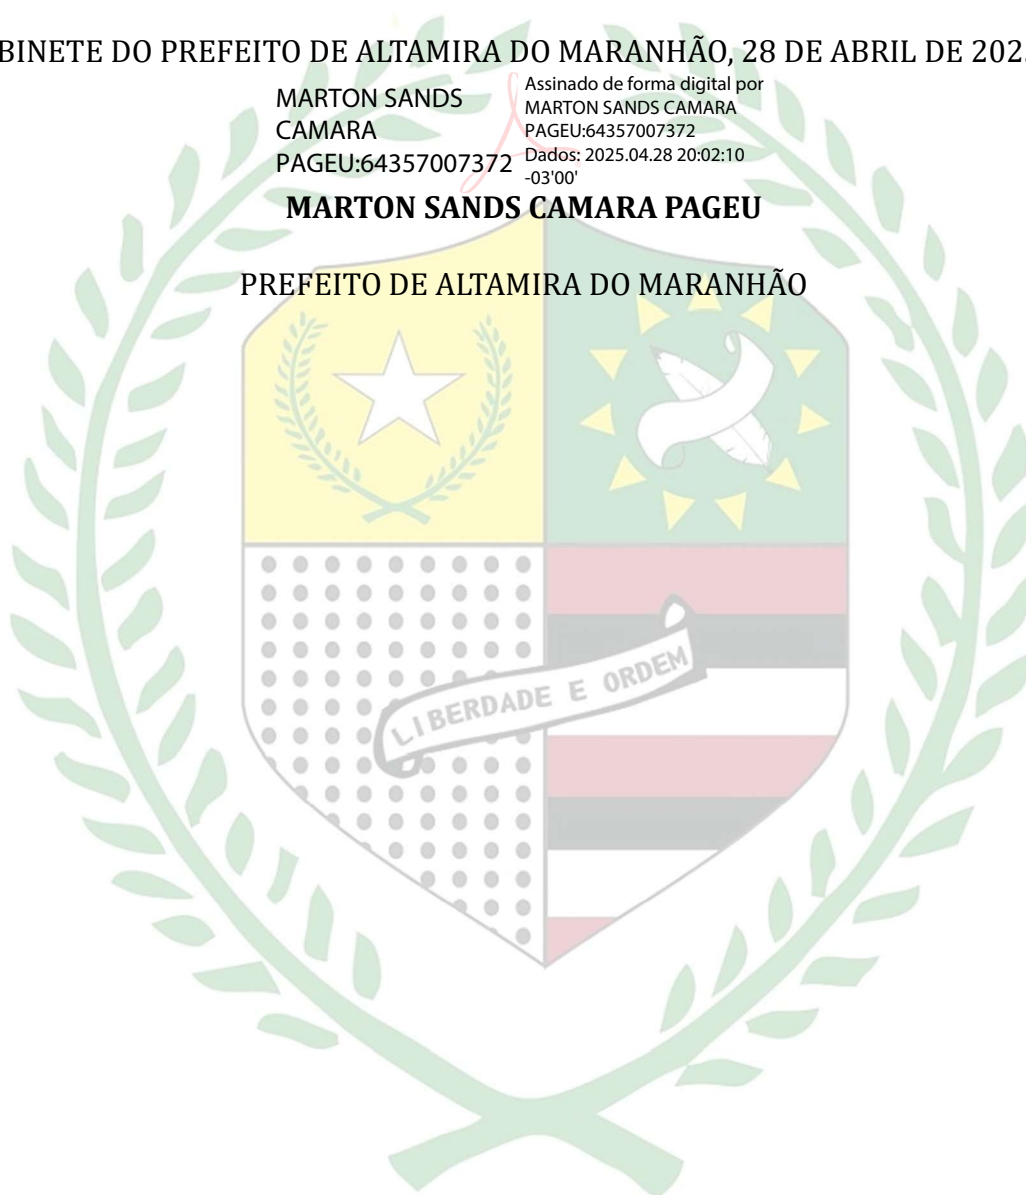 BINETE DO PREFEITO DE ALTAMIRA DO MARANHÃO, 28 DE ABRIL DE 202
MARTON SANDS
CAMARA
PAGEU:64357007372
Assinado de forma digital por
MARTON SANDS CAMARA
PAGEU:64357007372
Dados: 2025.04.28 20:02:10
-03'00'
MARTON SANDS CAMARA PAGEU
PREFEITO DE ALTAMIRA DO MARANHÃO
LIBERDADE E ORDEM